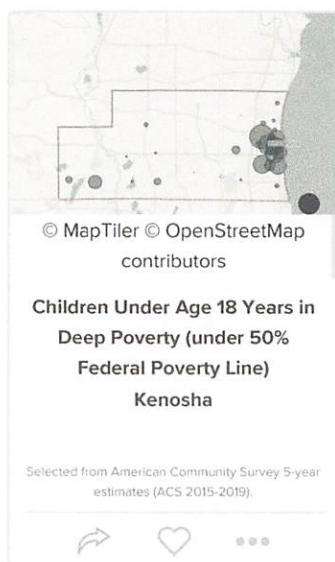 © MapTiler © OpenStreetMap
contributors
Children Under Age 18 Years in
Deep Poverty (under 50%
Federal Poverty Line)
Kenosha
Selected from American Community Survey 5-year
estimates (ACS 2015-2019).